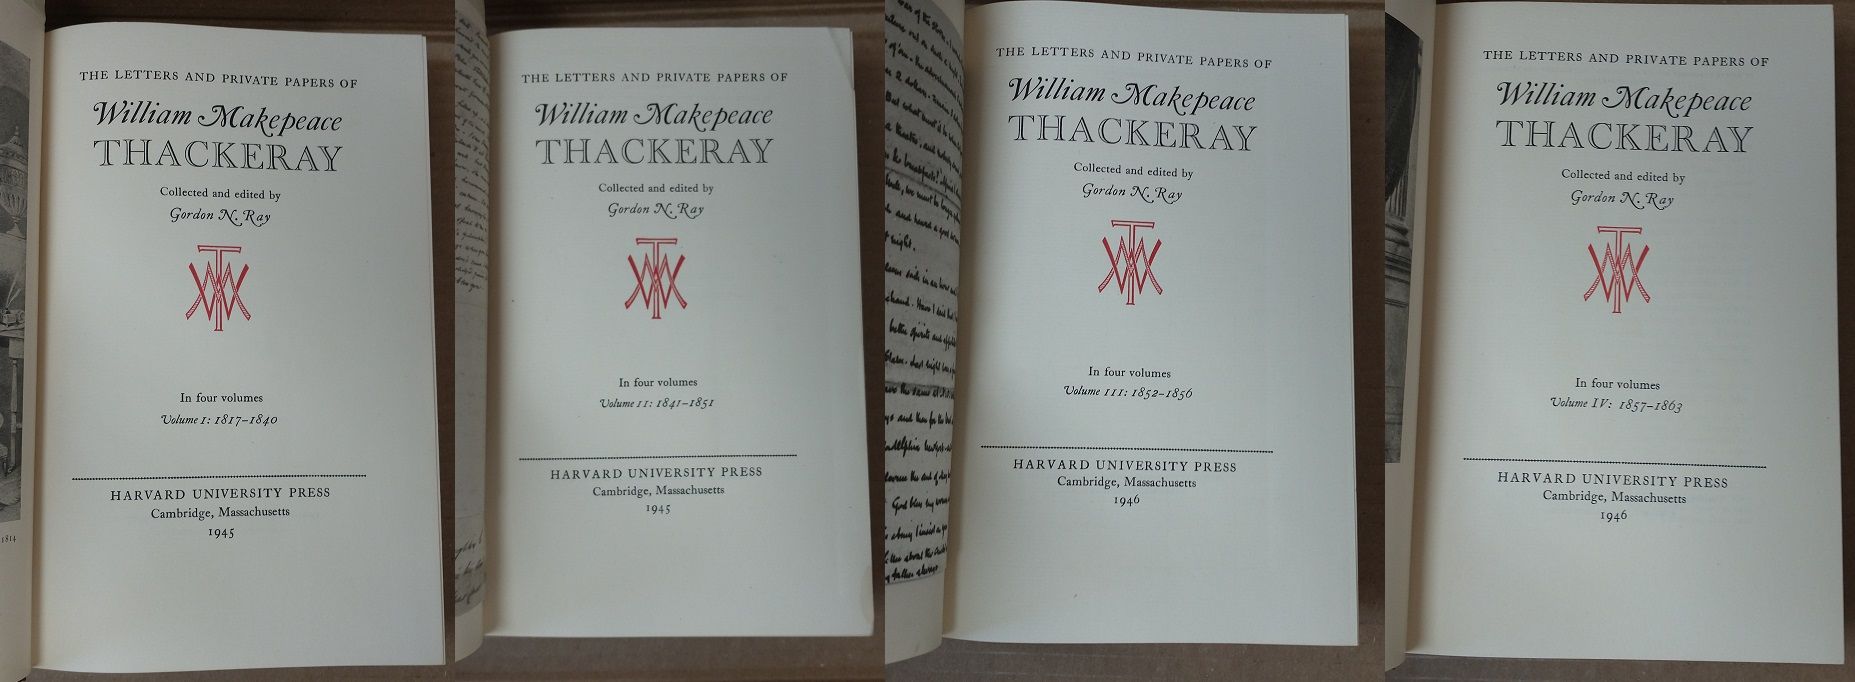 THE LETTERS AND PRIVATE PAPERS OF
William Makepeace
THACKERAY
Collected and edited by
Gordon N. Ray
In four volumes
Volume I: 1817–1840
HARVARD UNIVERSITY PRESS
Cambridge, Massachusetts
1945
1814
THE LETTERS AND PRIVATE PAPERS OF
William Makepeace
THACKERAY
Collected and edited by
Gordon N. Ray
In four volumes
Volume II: 1841–1851
HARVARD UNIVERSITY PRESS
Cambridge, Massachusetts
1945
THE LETTERS AND PRIVATE PAPERS OF
William Makepeace
THACKERAY
Collected and edited by
Gordon N. Ray
In four volumes
Volume III: 1852–1856
HARVARD UNIVERSITY PRESS
Cambridge, Massachusetts
1946
THE LETTERS AND PRIVATE PAPERS OF
William Makepeace
THACKERAY
Collected and edited by
Gordon N. Ray
In four volumes
Volume IV: 1857–1863
HARVARD UNIVERSITY PRESS
Cambridge, Massachusetts
1946